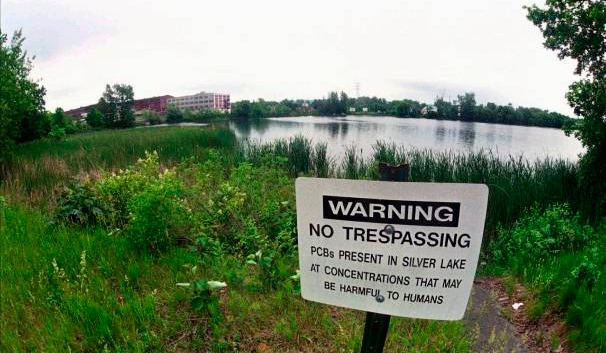 WARNING
NO TRESPASSING
PCBs PRESENT IN SILVER LAKE
AT CONCENTRATIONS THAT MAY
BE HARMFUL TO HUMANS